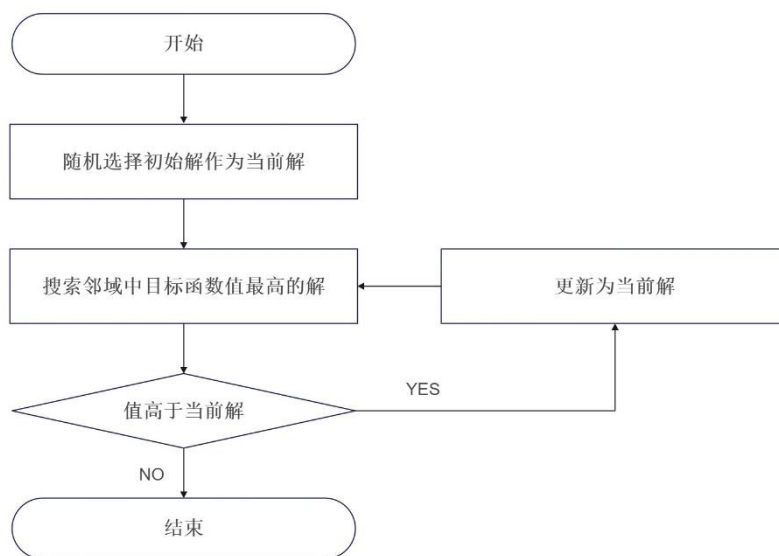 开始
随机选择初始解作为当前解
搜索邻域中目标函数值最高的解
更新为当前解
值高于当前解
YES
NO
结束